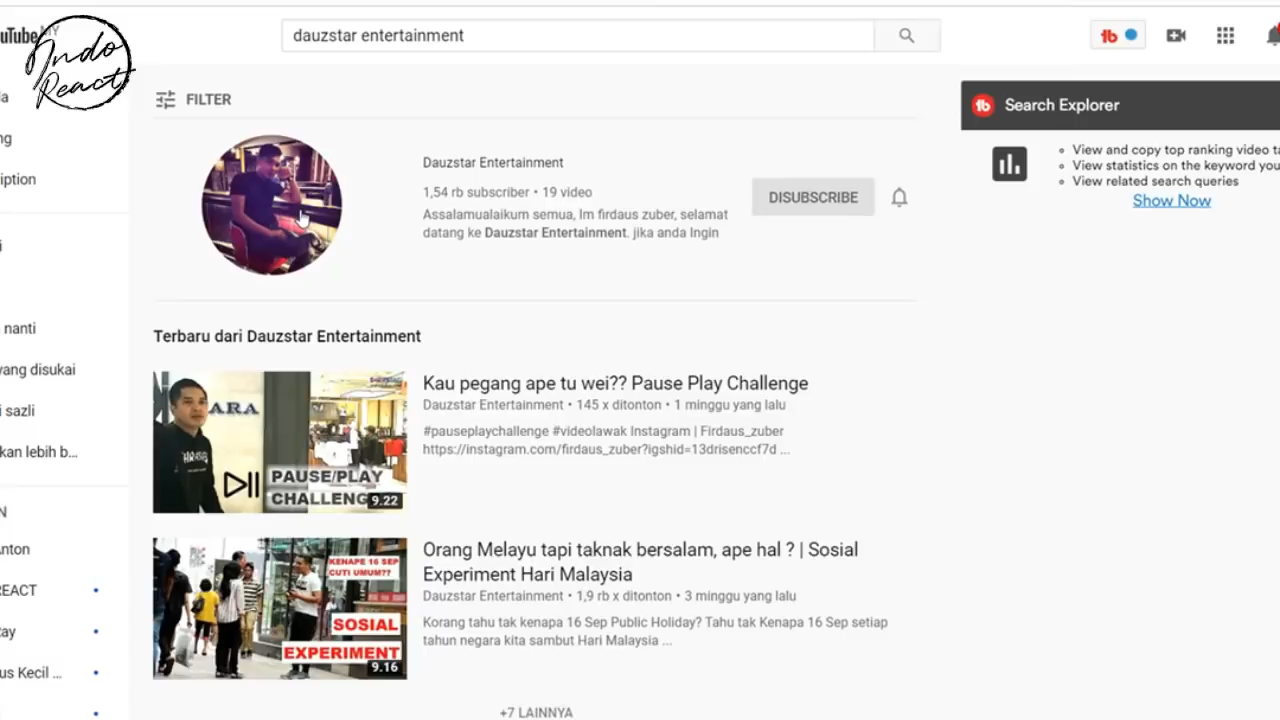 uTube MY
Indo
React
dauzstar entertainment
FILTER
Search Explorer
View and copy top ranking video ta
View statistics on the keyword you
View related search queries
Show Now
Dauzstar Entertainment
1,54 rb subscriber • 19 video
Assalamualaikum semua, Im firdaus zuber, selamat
datang ke Dauzstar Entertainment. jika anda Ingin
DISUBSCRIBE
da
ng
ription
i
nanti
yang disukai
i sazli
kan lebih b...
N
Anton
REACT
us Kecil ...
Terbaru dari Dauzstar Entertainment
ARA
PAUSE/PLAY
CHALLENG
9.22
Kau pegang ape tu wei?? Pause Play Challenge
Dauzstar Entertainment • 145 x ditonton • 1 minggu yang lalu
#pauseplaychallenge #videolawak Instagram | Firdaus_zuber
https://instagram.com/firdaus_zuber?igshid=13drisenccf7d ...
KENAPE 16 SEP
CUTI UMUM??
SOSIAL
EXPERIMENT
9.16
Orang Melayu tapi taknak bersalam, ape hal ? | Sosial
Experiment Hari Malaysia
Dauzstar Entertainment • 1,9 rb x ditonton • 3 minggu yang lalu
Korang tahu tak kenapa 16 Sep Public Holiday? Tahu tak Kenapa 16 Sep setiap
tahun negara kita sambut Hari Malaysia ...
+7 LAINNYA